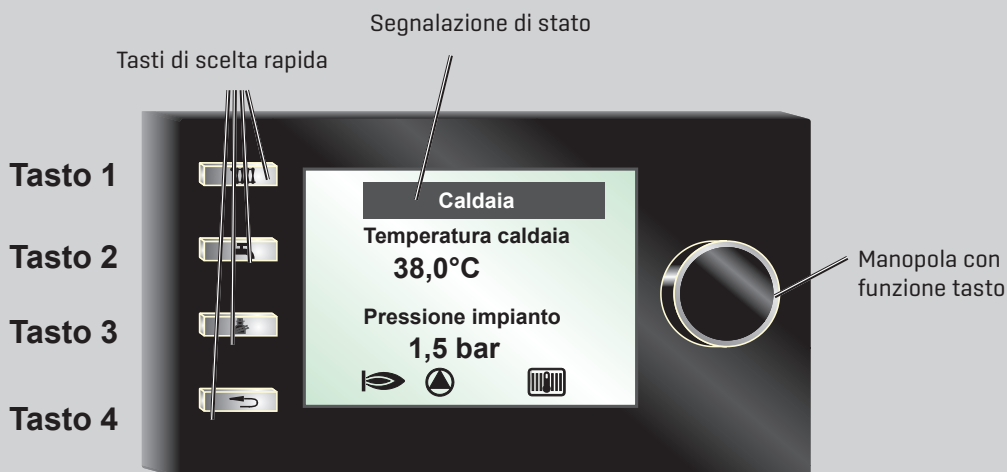 Segnalazione di stato
Tasti di scelta rapida
Tasto 1
Caldaia
Tasto 2
Temperatura caldaia
38,0°C
Manopola con
funzione tasto
Tasto 3
Pressione impianto
1,5 bar
Tasto 4